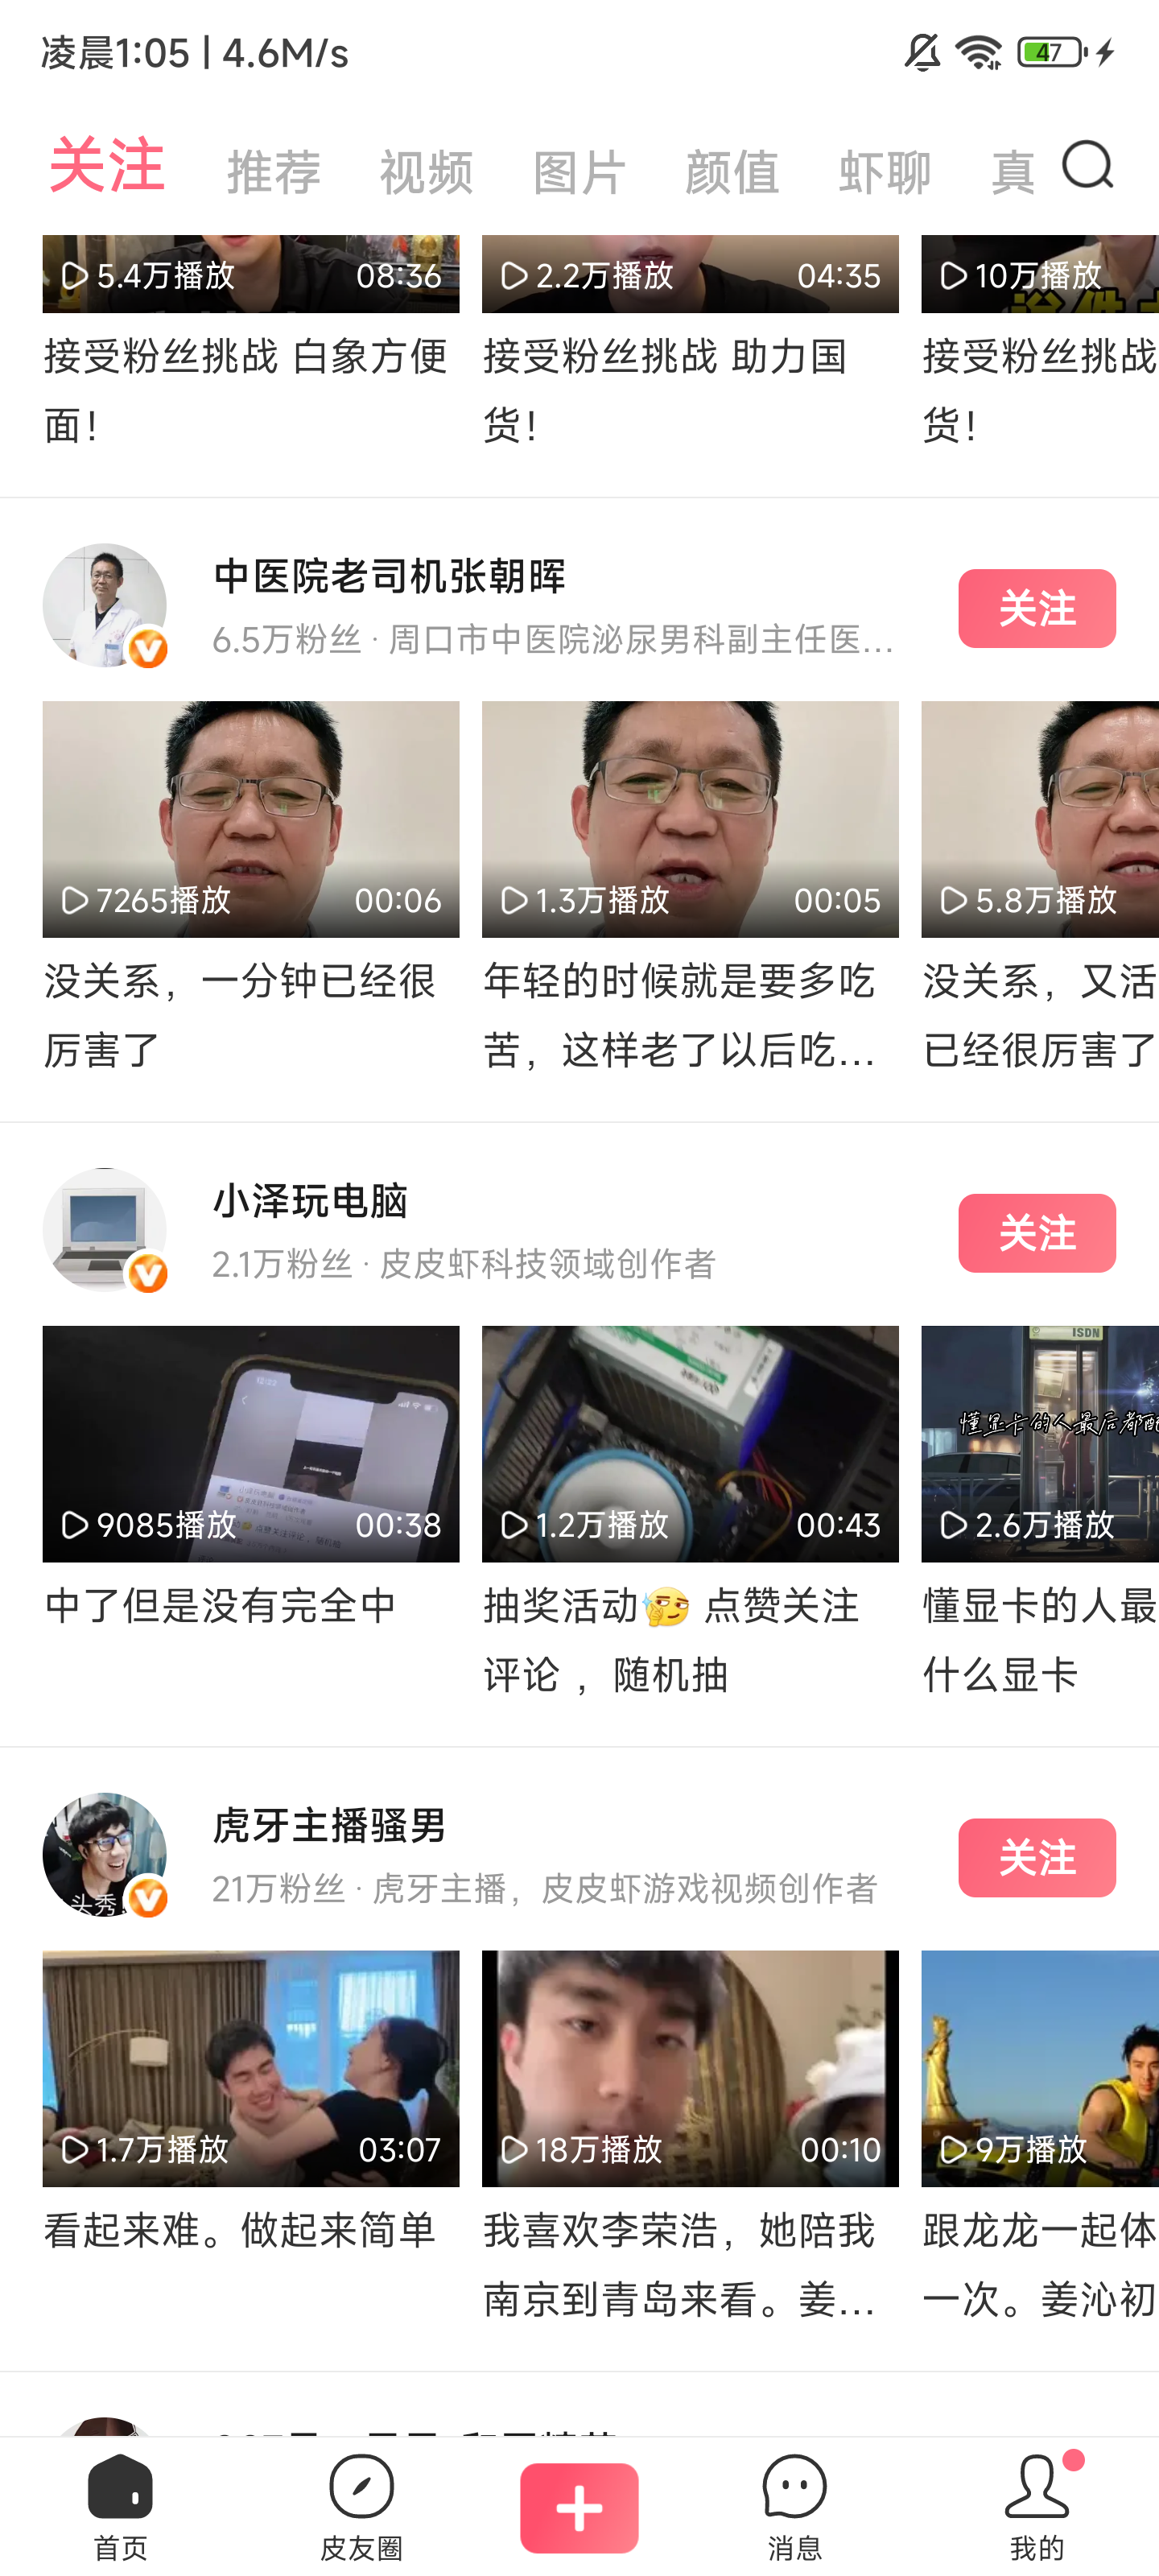 凌晨1:05 | 4.6M/s
47
关注 推荐 视频 图片 颜值 虾聊 真
5.4万播放 08:36
2.2万播放 04:35
10万播放
接受粉丝挑战 白象方便
面！
接受粉丝挑战 助力国
货！
接受粉丝挑战
货！
中医院老司机张朝晖
6.5万粉丝 · 周口市中医院泌尿男科副主任医...
关注
7265播放 00:06
1.3万播放 00:05
5.8万播放
没关系，一分钟已经很
厉害了
年轻的时候就是要多吃
苦，这样老了以后吃...
没关系，又活
已经很厉害了
小泽玩电脑
2.1万粉丝 · 皮皮虾科技领域创作者
关注
ISDN
懂显卡的人最后都配
9085播放 00:38
1.2万播放 00:43
2.6万播放
中了但是没有完全中
抽奖活动 点赞关注
评论 ，随机抽
懂显卡的人最
什么显卡
虎牙主播骚男
21万粉丝 · 虎牙主播，皮皮虾游戏视频创作者
头秀
关注
1.7万播放 03:07
18万播放 00:10
9万播放
看起来难。做起来简单
我喜欢李荣浩，她陪我
南京到青岛来看。姜...
跟龙龙一起体
一次。姜沁初
首页
皮友圈
消息
我的